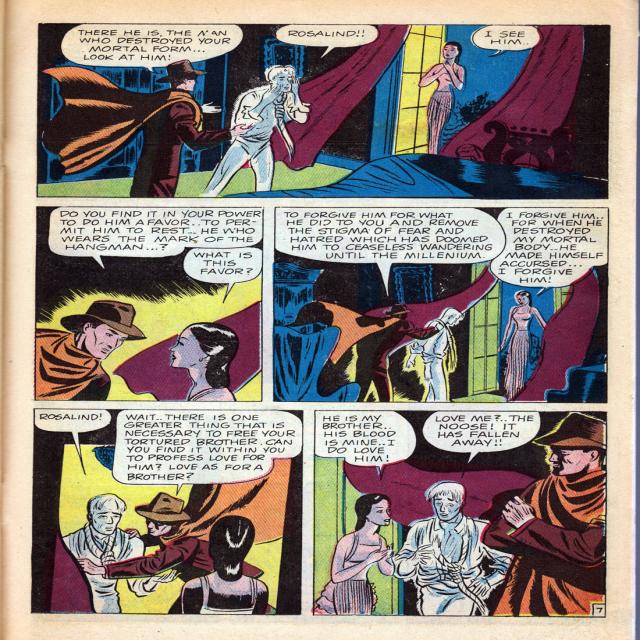 THERE HE IS, THE MAN
WHO DESTROYED YOUR
MORTAL FORM...
LOOK AT HIM!
ROSALIND!!
I SEE
HIM..
DO YOU FIND IT IN YOUR POWER
TO DO HIM A FAVOR..TO PER-
MIT HIM TO REST...HE WHO
WEARS THE MARK OF THE
HANGMAN...?
WHAT IS
THIS
FAVOR?
TO FORGIVE HIM FOR WHAT
HE DID TO YOU AND REMOVE
THE STIGMA OF FEAR AND
HATRED WHICH HAS DOOMED
HIM TO CEASELESS WANDERING
UNTIL THE MILLENIUM
I FORGIVE HIM..
FOR WHEN HE
DESTROYED
MY MORTAL
BODY...HE
MADE HIMSELF
ACCURSED...
I FORGIVE
HIM!
ROSALIND!
WAIT..THERE IS ONE
GREATER THING THAT IS
NECESSARY TO FREE YOUR
TORTURED BROTHER.CAN
YOU FIND IT WITHIN YOU
TO PROFESS LOVE FOR
HIM? LOVE AS FOR A
BROTHER?
HE IS MY
BROTHER..
HIS BLOOD
IS MINE..I
DO LOVE
HIM!
LOVE ME?..THE
NOOSE! IT
HAS FALLEN
AWAY!!
17